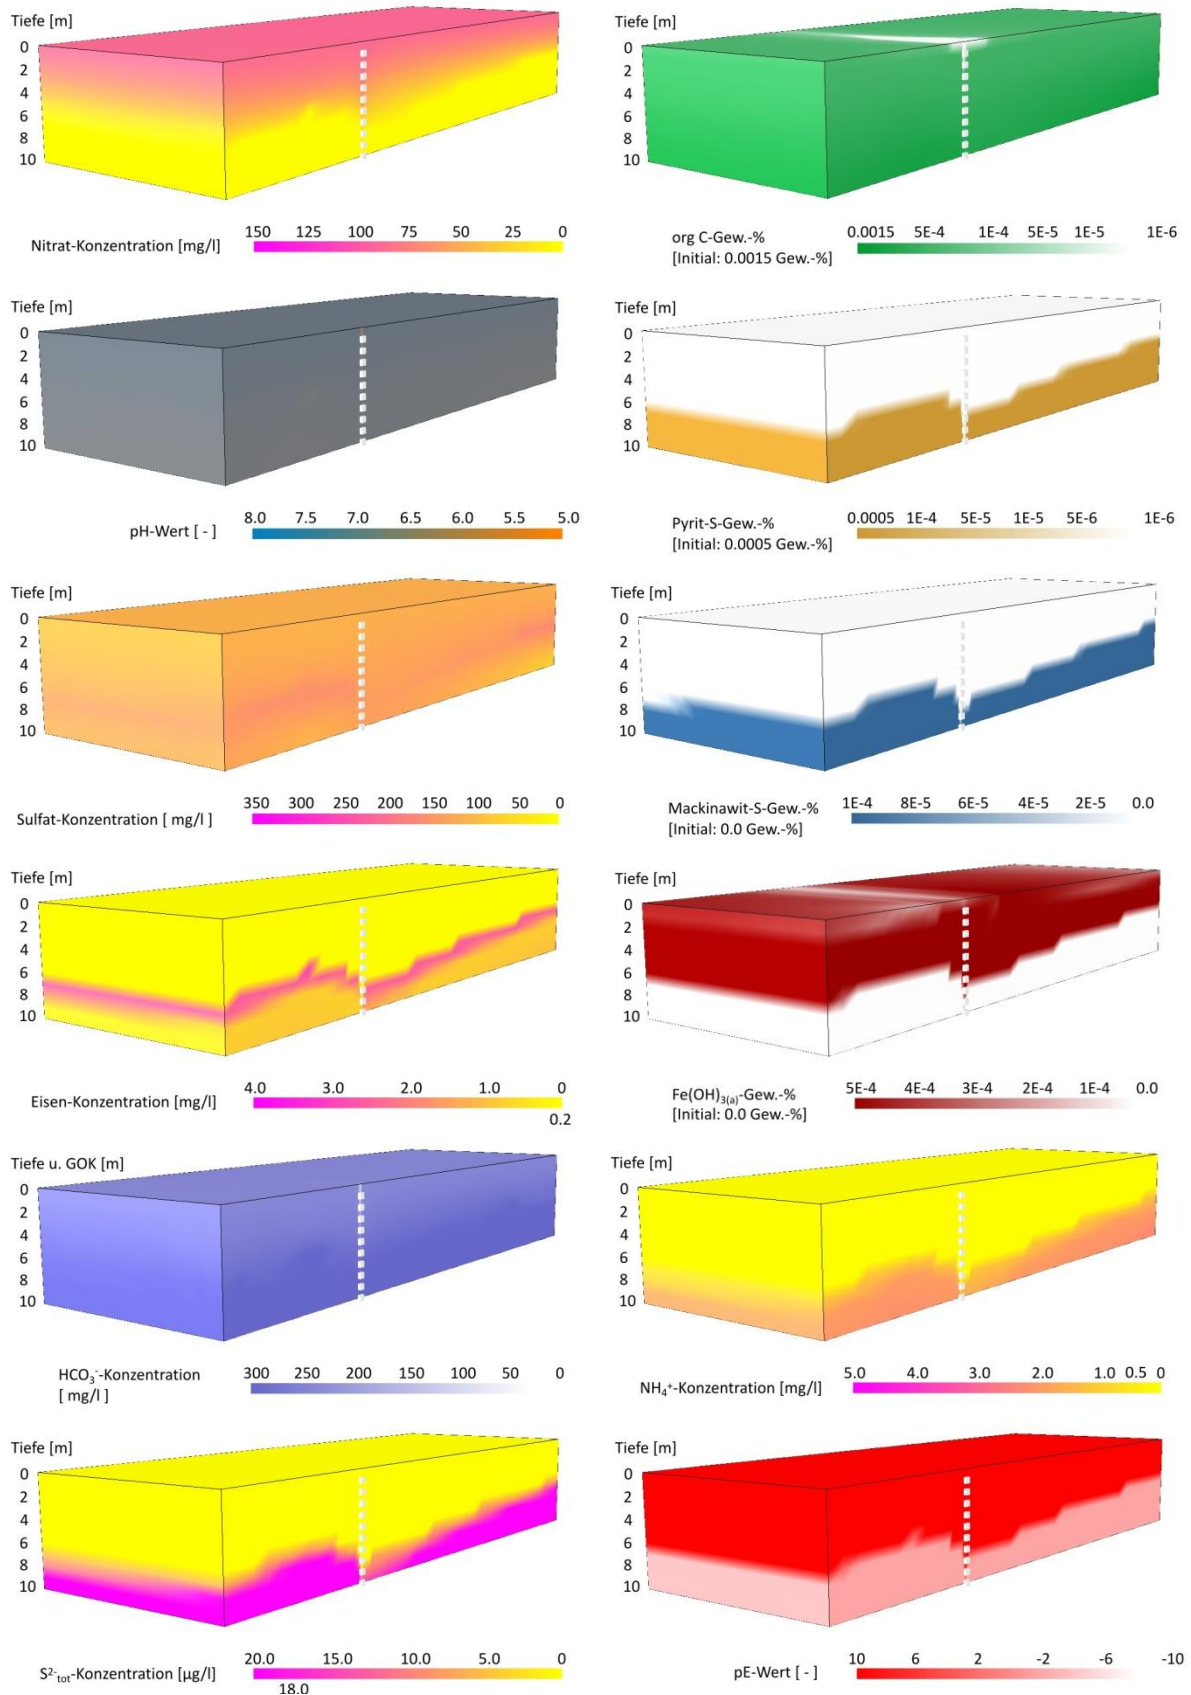 Tiefe [m]
0
2
4
6
8
10
Nitrat-Konzentration [mg/l]
150 125 100 75 50 25 0
Tiefe [m]
0
2
4
6
8
10
org C-Gew.-%
[Initial: 0.0015 Gew.-%]
0.0015 5E-4 1E-4 5E-5 1E-5 1E-6
Tiefe [m]
0
2
4
6
8
10
pH-Wert [ - ]
8.0 7.5 7.0 6.5 6.0 5.5 5.0
Tiefe [m]
0
2
4
6
8
10
Pyrit-S-Gew.-%
[Initial: 0.0005 Gew.-%]
0.0005 1E-4 5E-5 1E-5 5E-6 1E-6
Tiefe [m]
0
2
4
6
8
10
Sulfat-Konzentration [ mg/l ]
350 300 250 200 150 100 50 0
Tiefe [m]
0
2
4
6
8
10
Mackinawit-S-Gew.-%
[Initial: 0.0 Gew.-%]
1E-4 8E-5 6E-5 4E-5 2E-5 0.0
Tiefe [m]
0
2
4
6
8
10
Eisen-Konzentration [mg/l]
4.0 3.0 2.0 1.0 0
0.2
Tiefe [m]
0
2
4
6
8
10
Fe(OH)₃₍ₐ₎-Gew.-%
[Initial: 0.0 Gew.-%]
5E-4 4E-4 3E-4 2E-4 1E-4 0.0
Tiefe u. GOK [m]
0
2
4
6
8
10
HCO₃⁻-Konzentration
[ mg/l ]
300 250 200 150 100 50 0
Tiefe [m]
0
2
4
6
8
10
NH₄⁺-Konzentration [mg/l]
5.0 4.0 3.0 2.0 1.0 0.5 0
Tiefe [m]
0
2
4
6
8
10
S²⁻tot-Konzentration [µg/l]
20.0 15.0 10.0 5.0 0
18.0
Tiefe [m]
0
2
4
6
8
10
pE-Wert [ - ]
10 6 2 -2 -6 -10